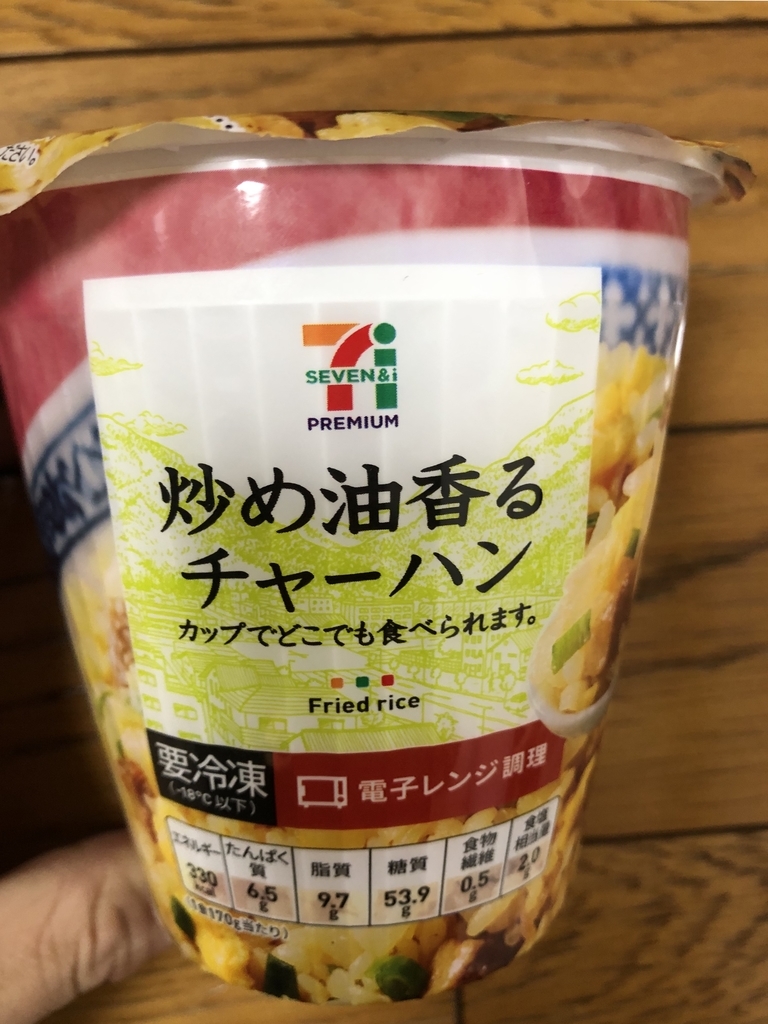 ださい。
SEVEN&i
PREMIUM
炒め油香る
チャーハン
カップでどこでも食べられます。
Fried rice
要冷凍
(-18℃以下)
電子レンジ調理
エネルギー
330
kcal
たんぱく
質
6.5
g
脂質
9.7
g
糖質
53.9
g
食物
繊維
0.5
g
食塩
相当量
2.0
g
(1食170g当たり)